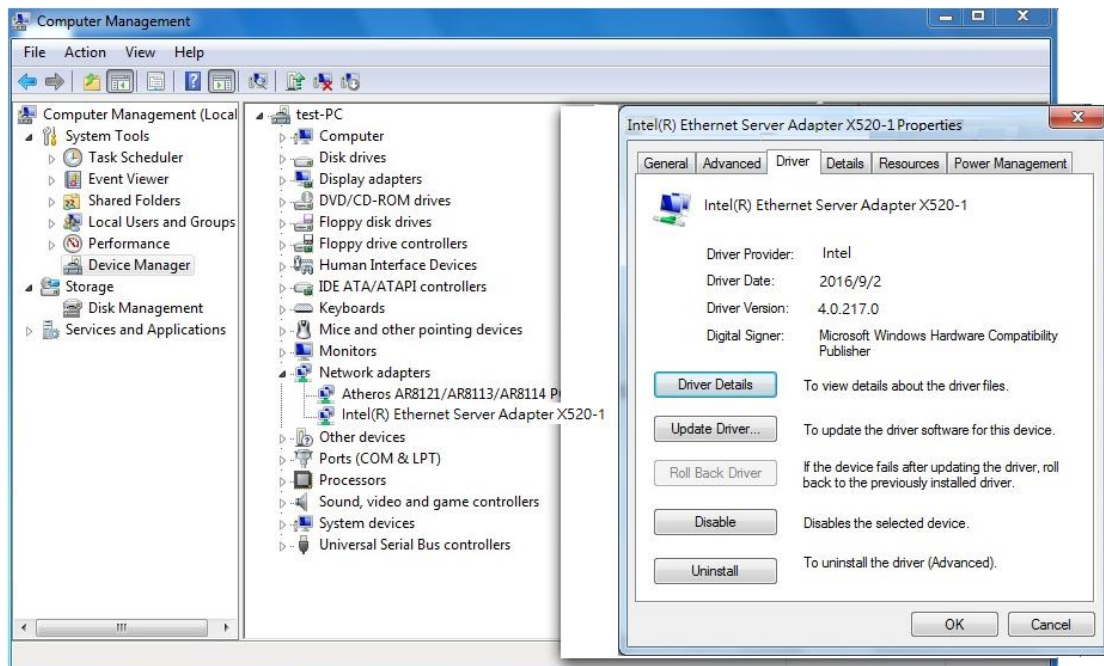 Computer Management
File Action View Help
Computer Management (Local
System Tools
Task Scheduler
Event Viewer
Shared Folders
Local Users and Groups
Performance
Device Manager
Storage
Disk Management
Services and Applications
test-PC
Computer
Disk drives
Display adapters
DVD/CD-ROM drives
Floppy disk drives
Floppy drive controllers
Human Interface Devices
IDE ATA/ATAPI controllers
Keyboards
Mice and other pointing devices
Monitors
Network adapters
Atheros AR8121/AR8113/AR8114 P
Intel(R) Ethernet Server Adapter X520-1
Other devices
Ports (COM & LPT)
Processors
Sound, video and game controllers
System devices
Universal Serial Bus controllers
Intel(R) Ethernet Server Adapter X520-1Properties
General Advanced Driver Details Resources Power Management
Intel(R) Ethernet Server Adapter X520-1
Driver Provider: Intel
Driver Date: 2016/9/2
Driver Version: 4.0.217.0
Digital Signer: Microsoft Windows Hardware Compatibility
Publisher
Driver Details To view details about the driver files.
Update Driver... To update the driver software for this device.
Roll Back Driver If the device fails after updating the driver, roll
back to the previously installed driver.
Disable Disables the selected device.
Uninstall To uninstall the driver (Advanced).
OK Cancel